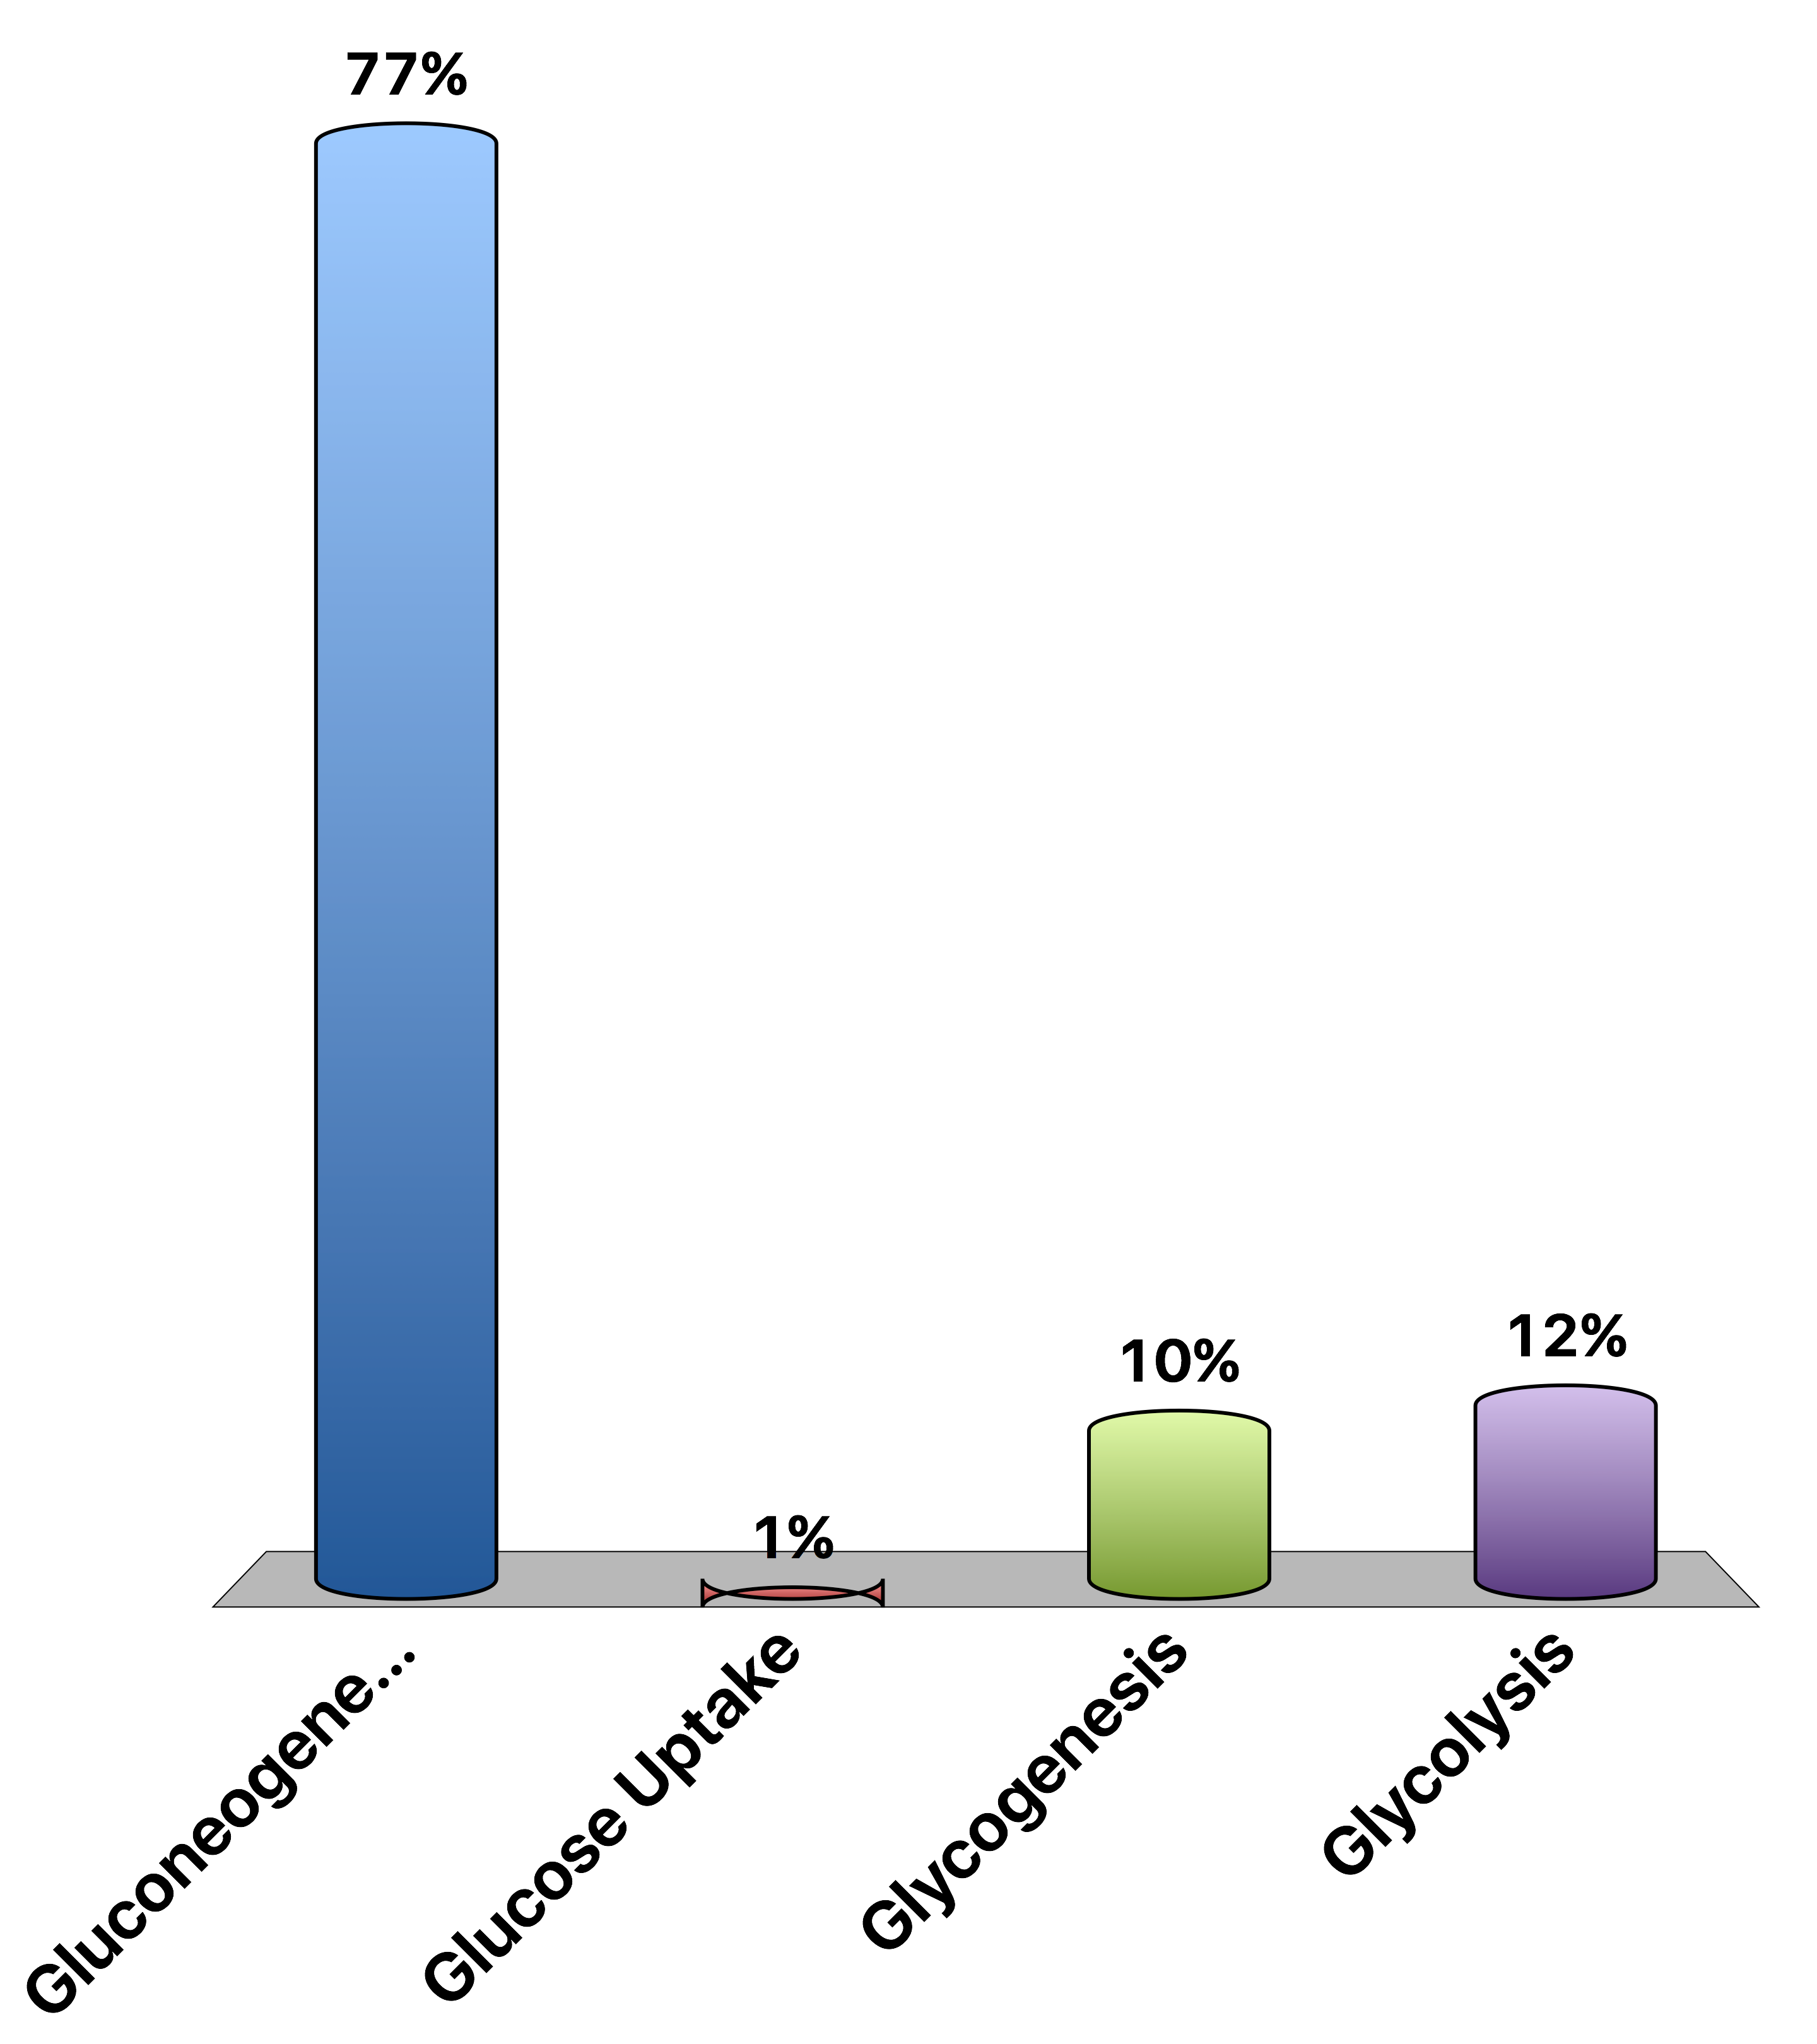 77%
1%
10%
12%
Gluconeogene....
Glucose Uptake
Glycogenesis
Glycolysis